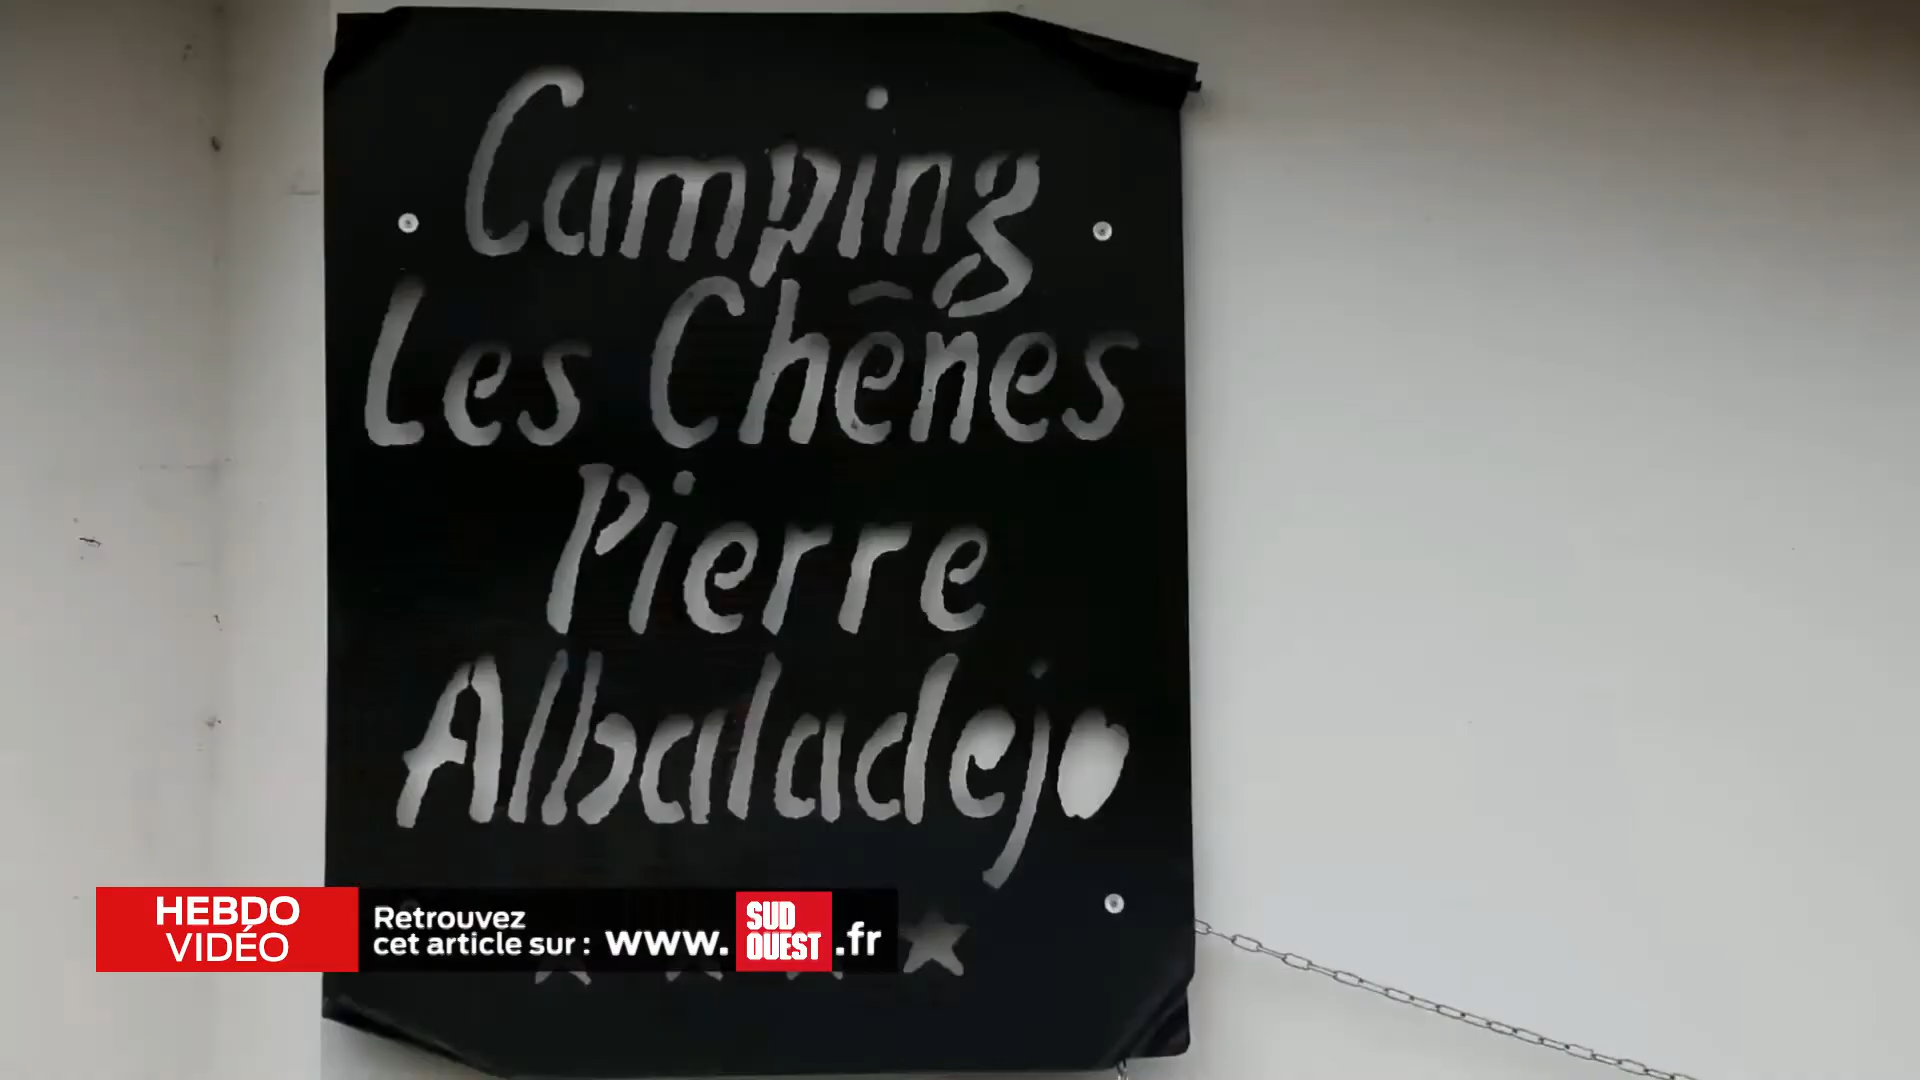 Camping
Les Chênes
Pierre
Albaladejo
HEBDO
VIDÉO
Retrouvez
cet article sur : www.SUD OUEST.fr